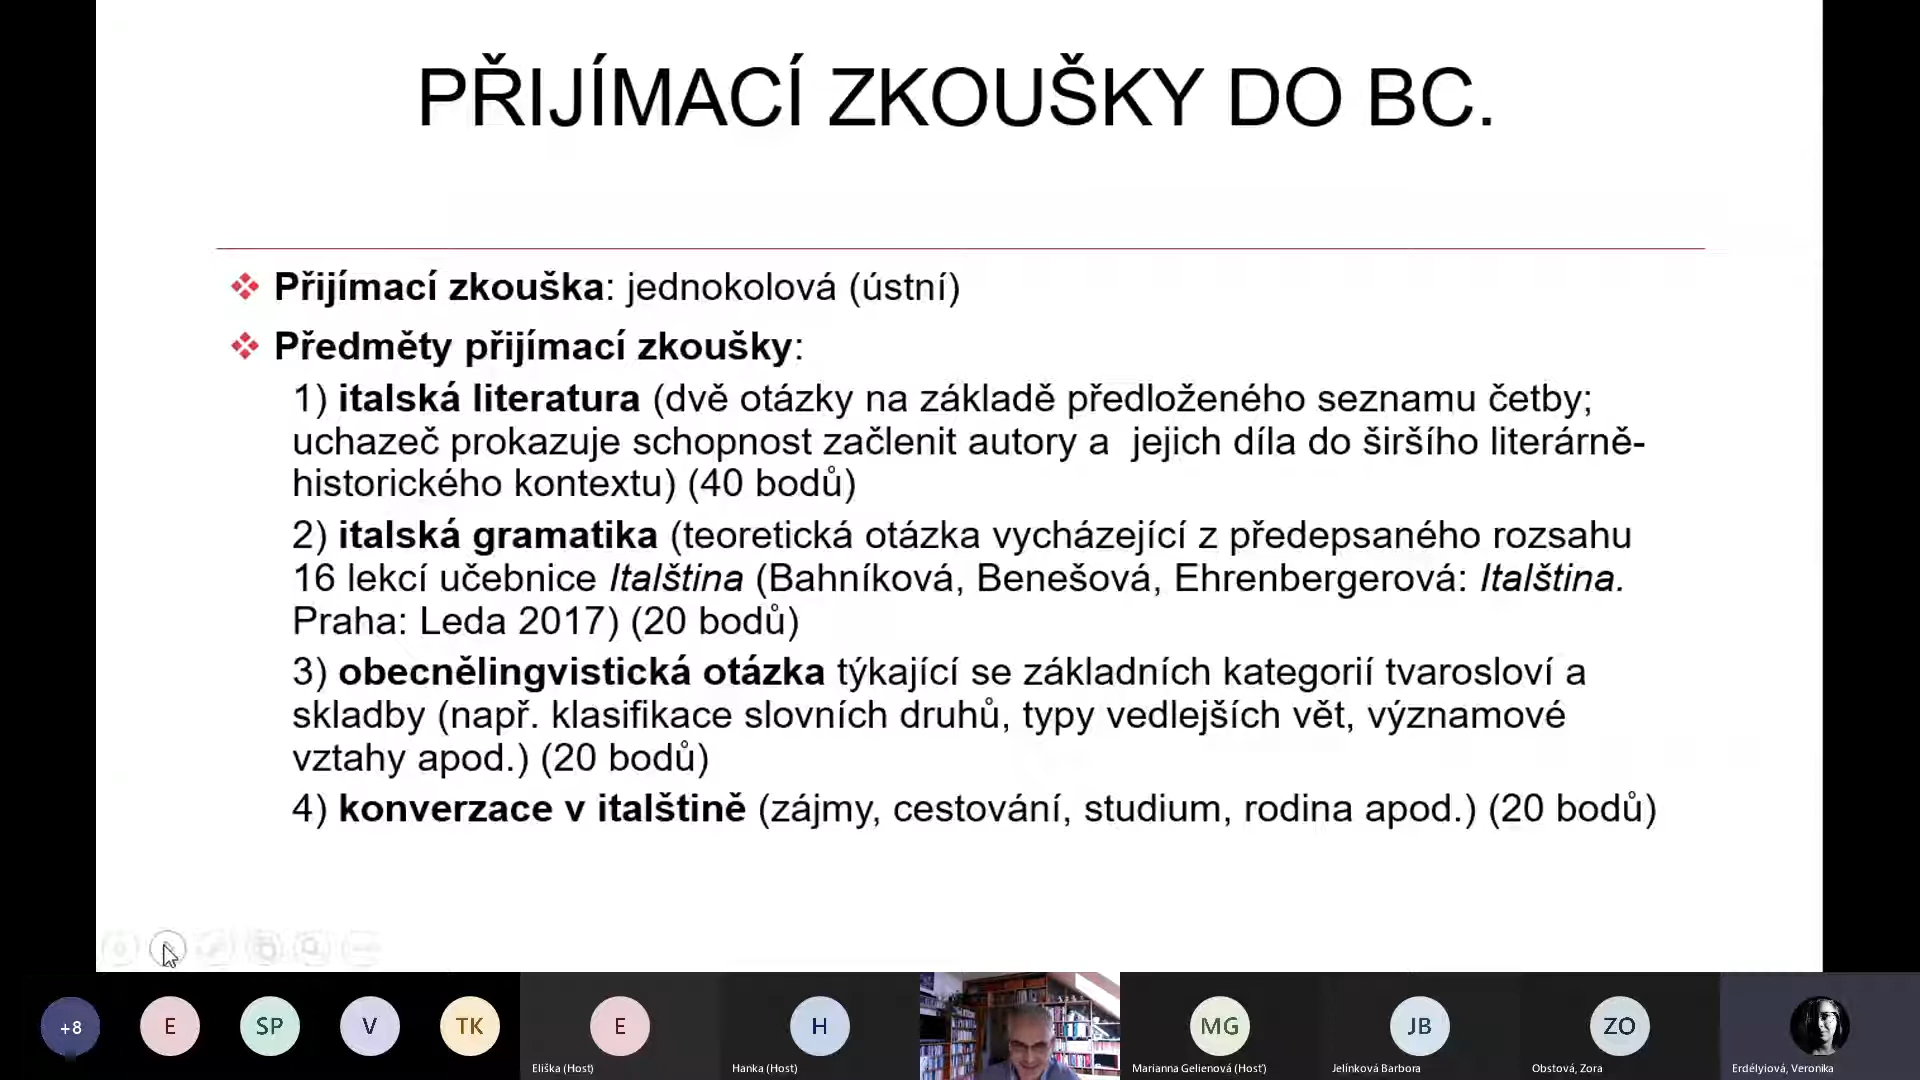 PŘIJÍMACÍ ZKOUŠKY DO BC.
Přijímací zkouška: jednokolová (ústní)
Předměty přijímací zkoušky:
1) italská literatura (dvě otázky na základě předloženého seznamu četby;
uchazeč prokazuje schopnost začlenit autory a jejich díla do širšího literárně-
historického kontextu) (40 bodů)
2) italská gramatika (teoretická otázka vycházející z předepsaného rozsahu
16 lekcí učebnice Italština (Bahníková, Benešová, Ehrenbergerová: Italština.
Praha: Leda 2017) (20 bodů)
3) obecnělingvistická otázka týkající se základních kategorií tvarosloví a
skladby (např. klasifikace slovních druhů, typy vedlejších vět, významové
vztahy apod.) (20 bodů)
4) konverzace v italštině (zájmy, cestování, studium, rodina apod.) (20 bodů)
+8 E SP V TK E H MG JB ZO
Eliška (Host) Hanka (Host) Marianna Gelienová (Hosť) Jelínková Barbora Obstová, Zora Erdélyiová, Veronika